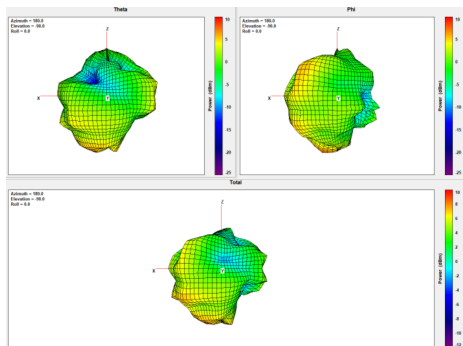 Theta
Azimuth = 180.0
Elevation = -90.0
Roll = 0.0
Z
X
Y
10
5
0
-5
-10
-15
-20
-25
Power (dBm)
Phi
Azimuth = 180.0
Elevation = -90.0
Roll = 0.0
Z
X
Y
10
5
0
-5
-10
-15
-20
-25
Power (dBm)
Total
Azimuth = 180.0
Elevation = -90.0
Roll = 0.0
Z
X
Y
10
8
6
4
2
0
-2
-4
-6
-8
-10
Power (dBm)